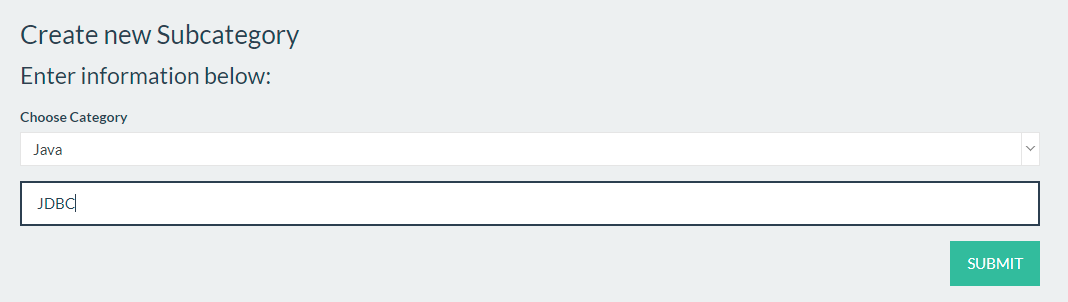 Create new Subcategory
Enter information below:
Choose Category
Java
JDBC
SUBMIT